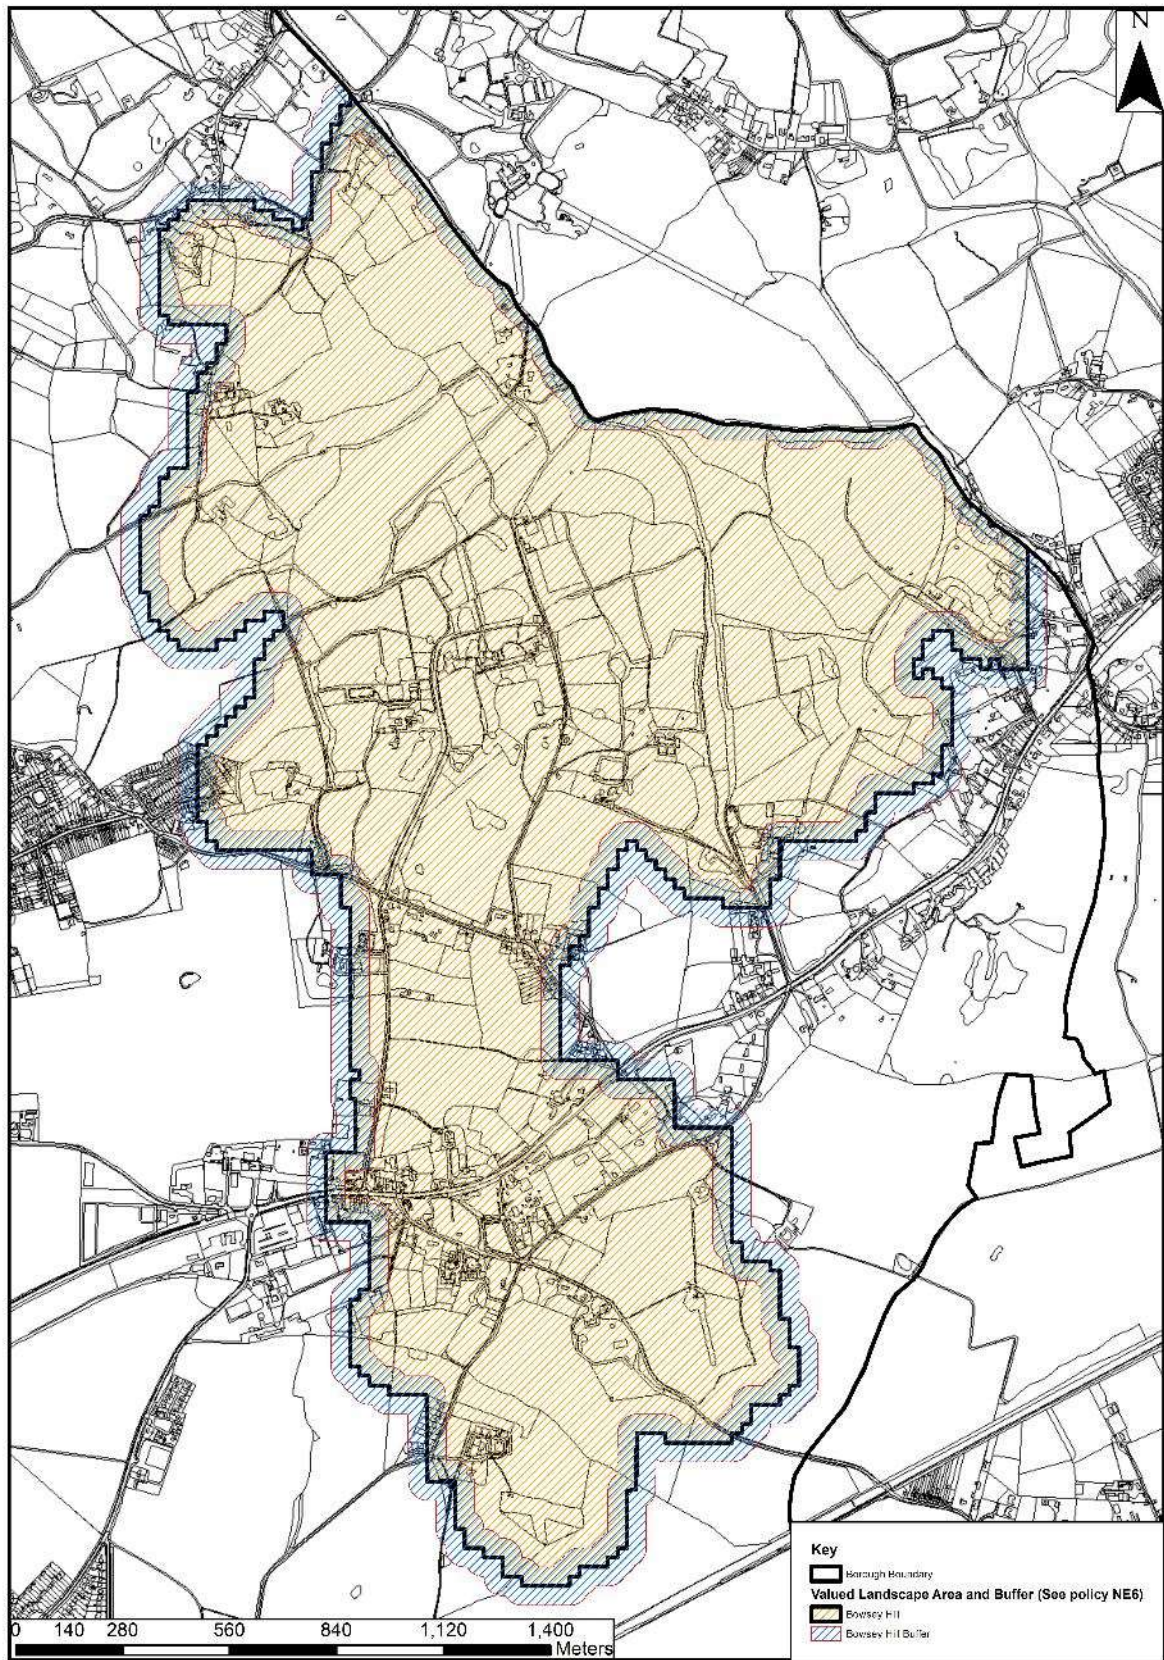 N
Key
Borough Boundary
Valued Landscape Area and Buffer (See policy NE6)
Bowsey Hill
Bowsey Hill Buffer
0 140 280 560 840 1,120 1,400
Meters